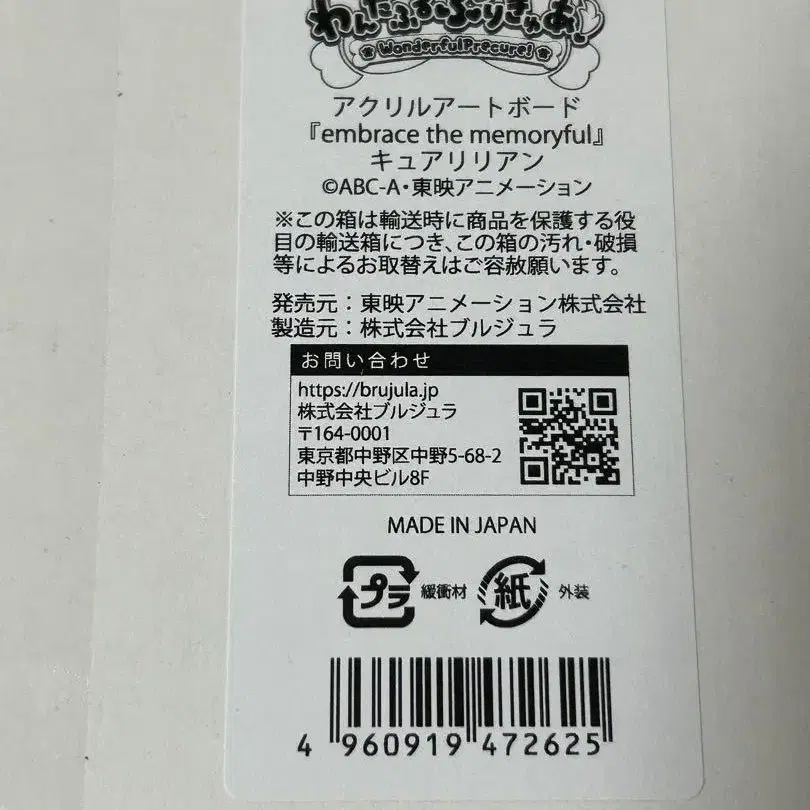 わんだふるぷりきゅあ!
WonderfulPrecure!
アクリルアートボード
『embrace the memoryful』
キュアリリアン
©ABC-A・東映アニメーション
※この箱は輸送時に商品を保護する役
目の輸送箱につき、この箱の汚れ・破損
等によるお取替えはご容赦願います。
発売元：東映アニメーション株式会社
製造元：株式会社ブルジュラ
お問い合わせ
https://brujula.jp
株式会社ブルジュラ
〒164-0001
東京都中野区中野5-68-2
中野中央ビル8F
MADE IN JAPAN
プラ 緩衝材 紙 外装
4 960919 472625